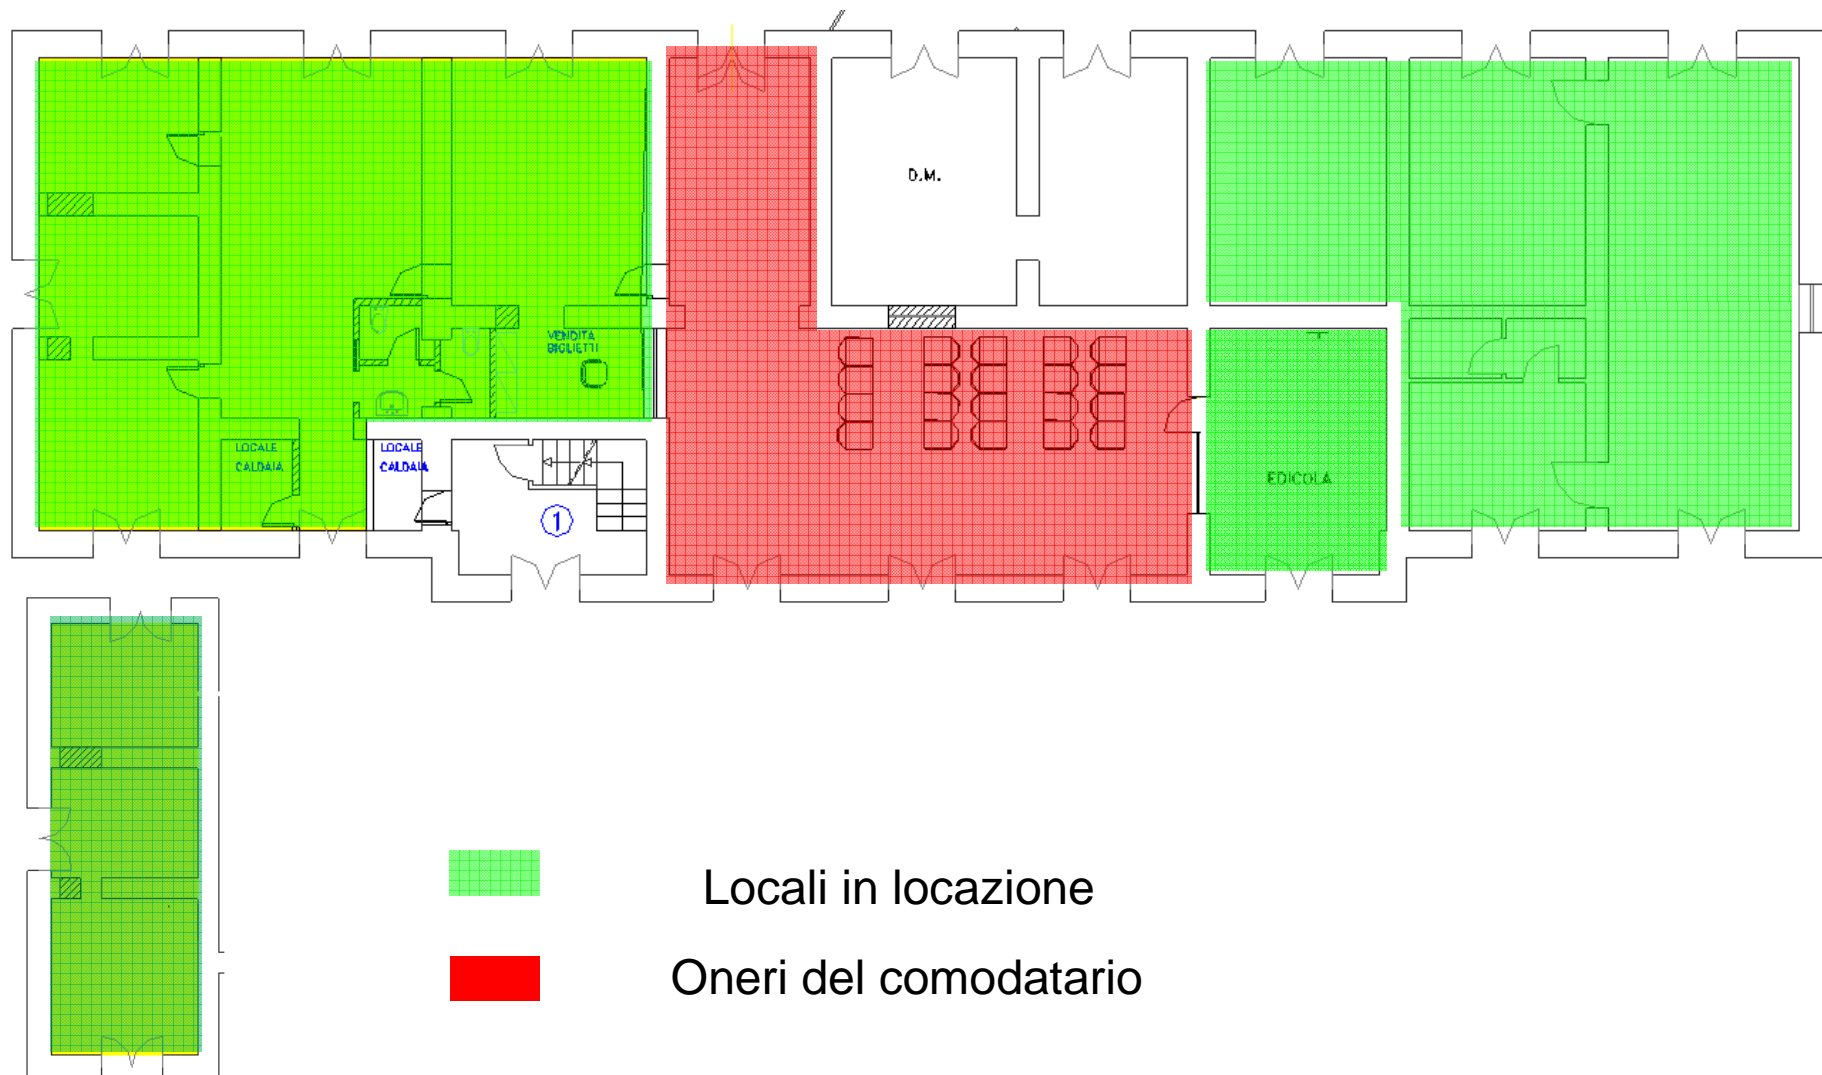 D.M.
VENDITA
BIGLIETTI
LOCALE
CALDAIA
LOCALE
CALDAIA
EDICOLA
1
Locali in locazione
Oneri del comodatario